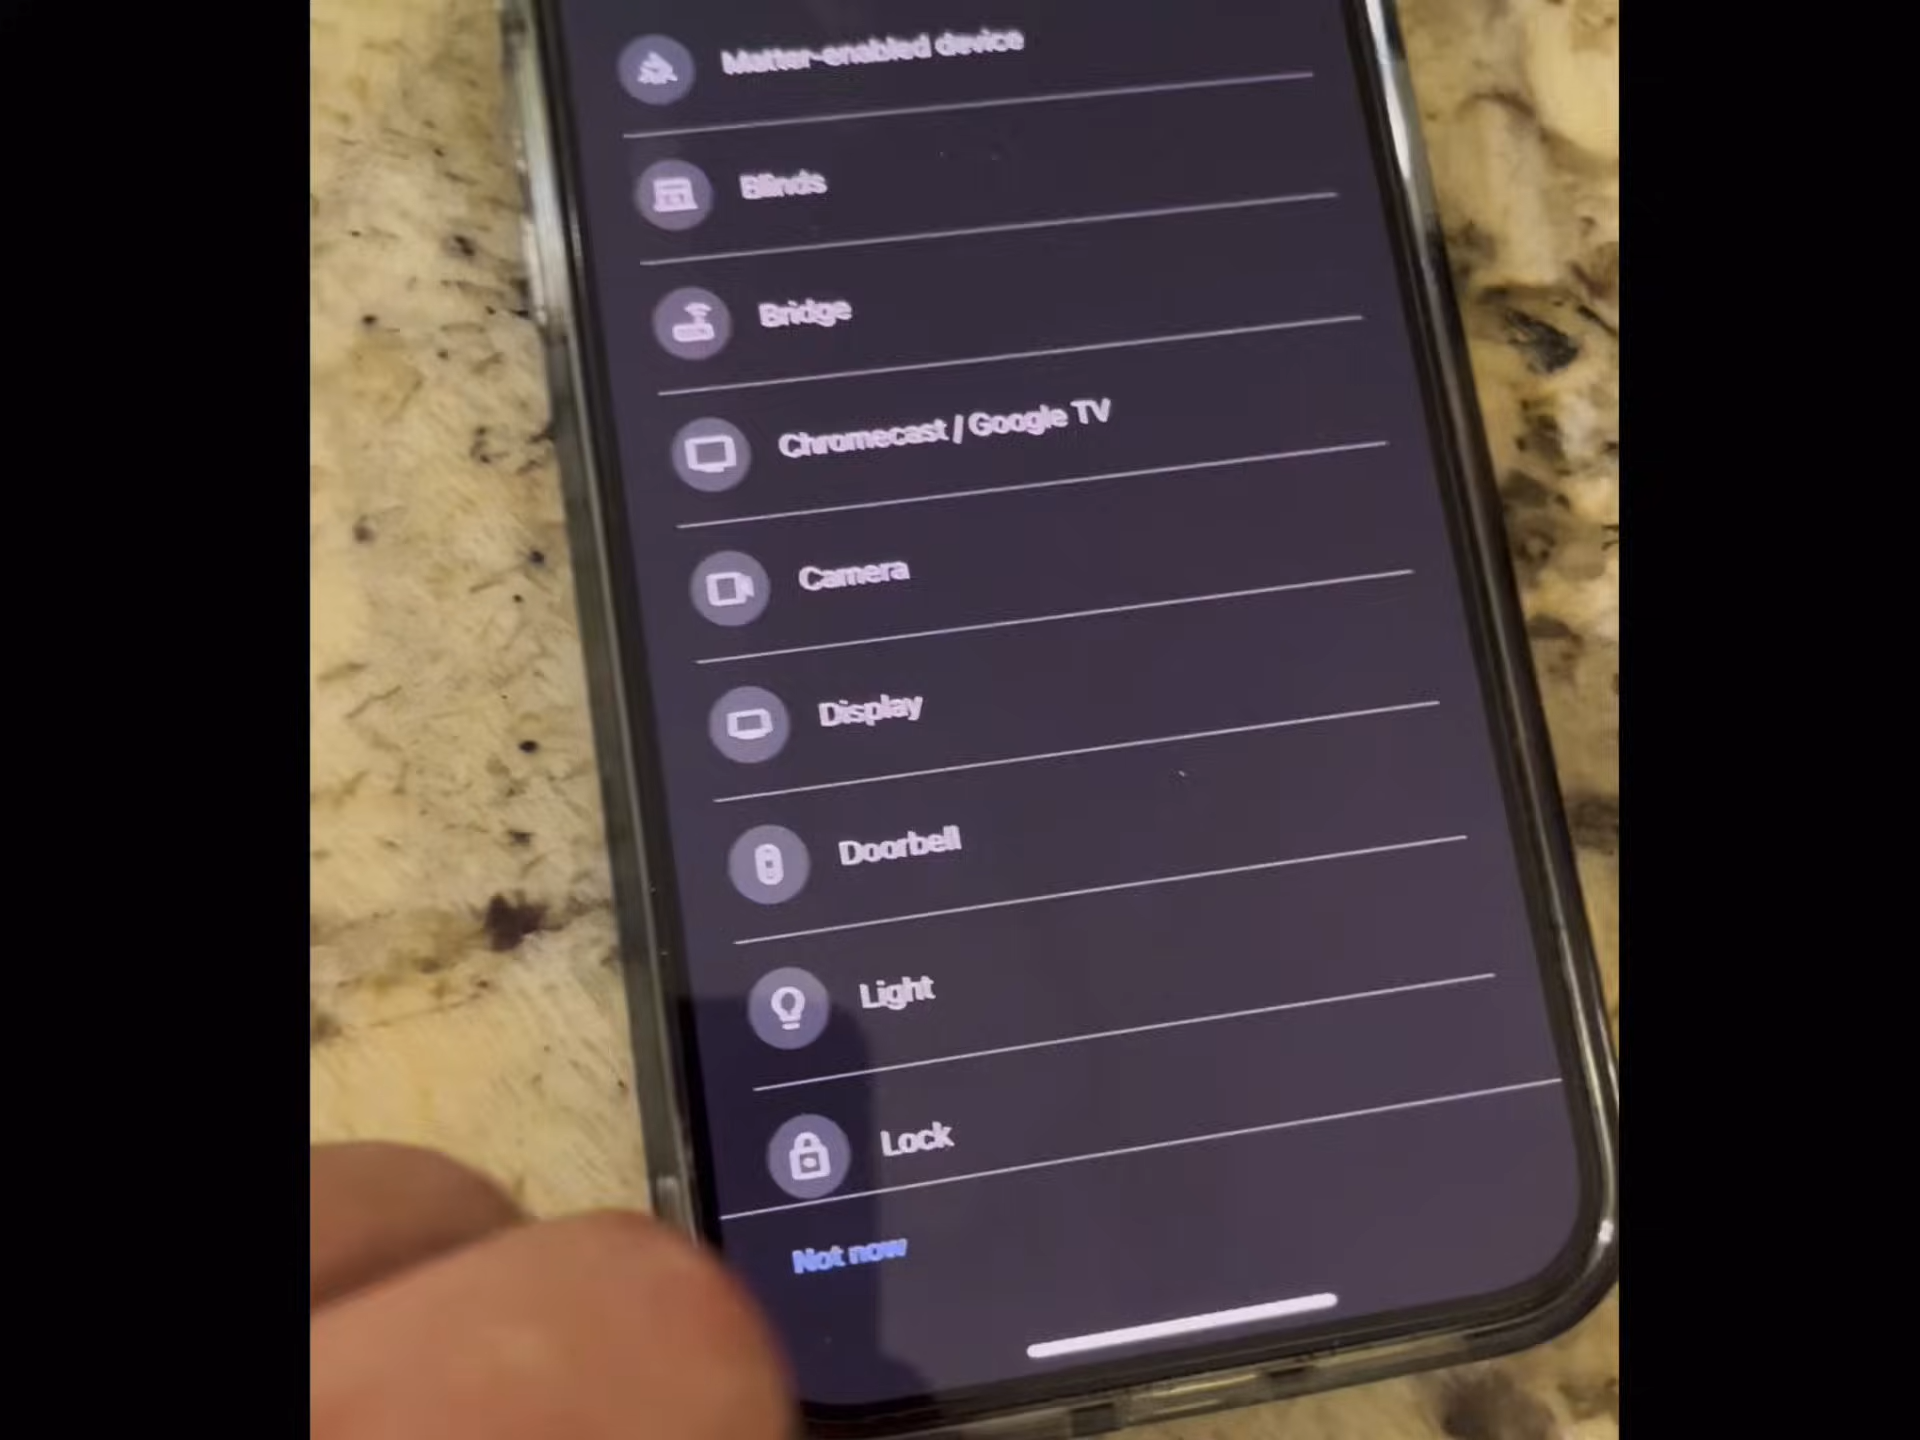 Matter-enabled device
Blinds
Bridge
Chromecast / Google TV
Camera
Display
Doorbell
Light
Lock
Not now